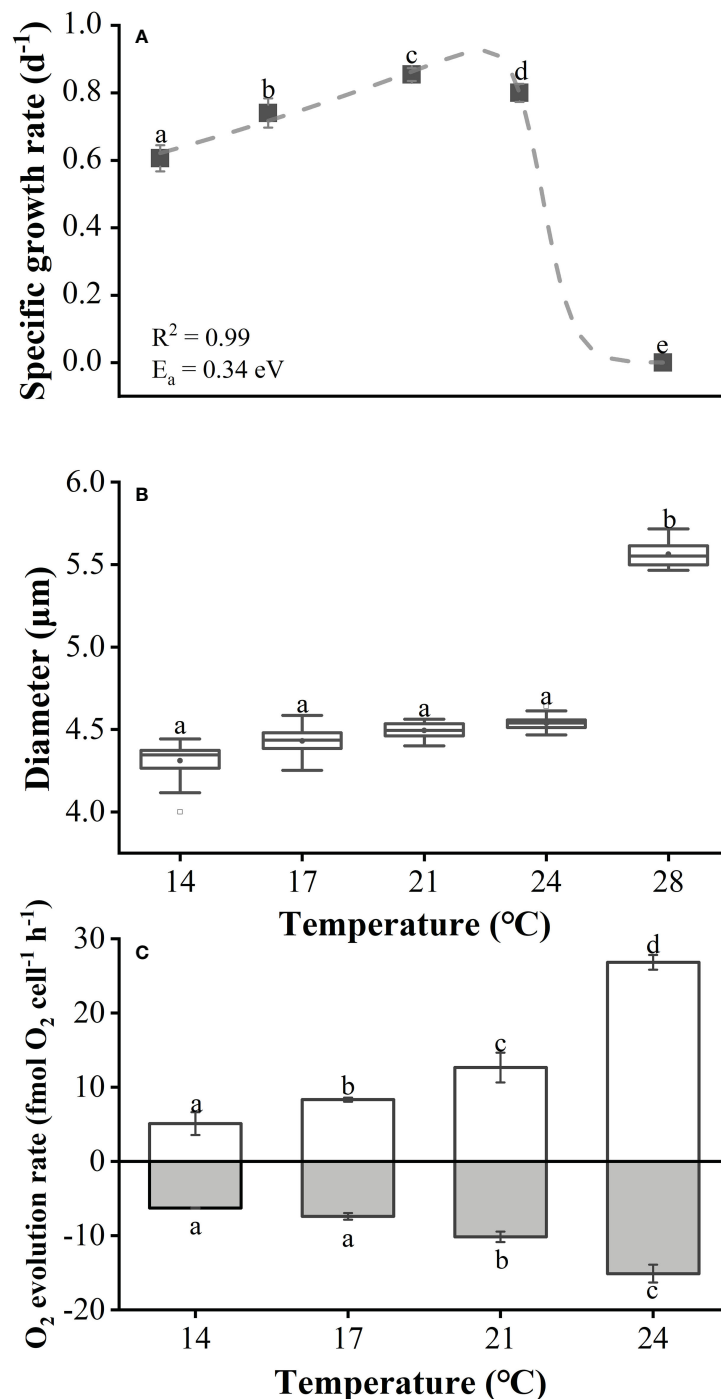 A
Specific growth rate (d⁻¹)
1.0
0.8
0.6
0.4
0.2
0.0
a
b
c
d
e
R² = 0.99
Eₐ = 0.34 eV
B
Diameter (μm)
6.0
5.5
5.0
4.5
4.0
a
a
a
a
b
14
17
21
24
28
Temperature (°C)
C
O₂ evolution rate (fmol O₂ cell⁻¹ h⁻¹)
30
20
10
0
-10
-20
a
b
c
d
a
a
b
c
14
17
21
24
Temperature (°C)